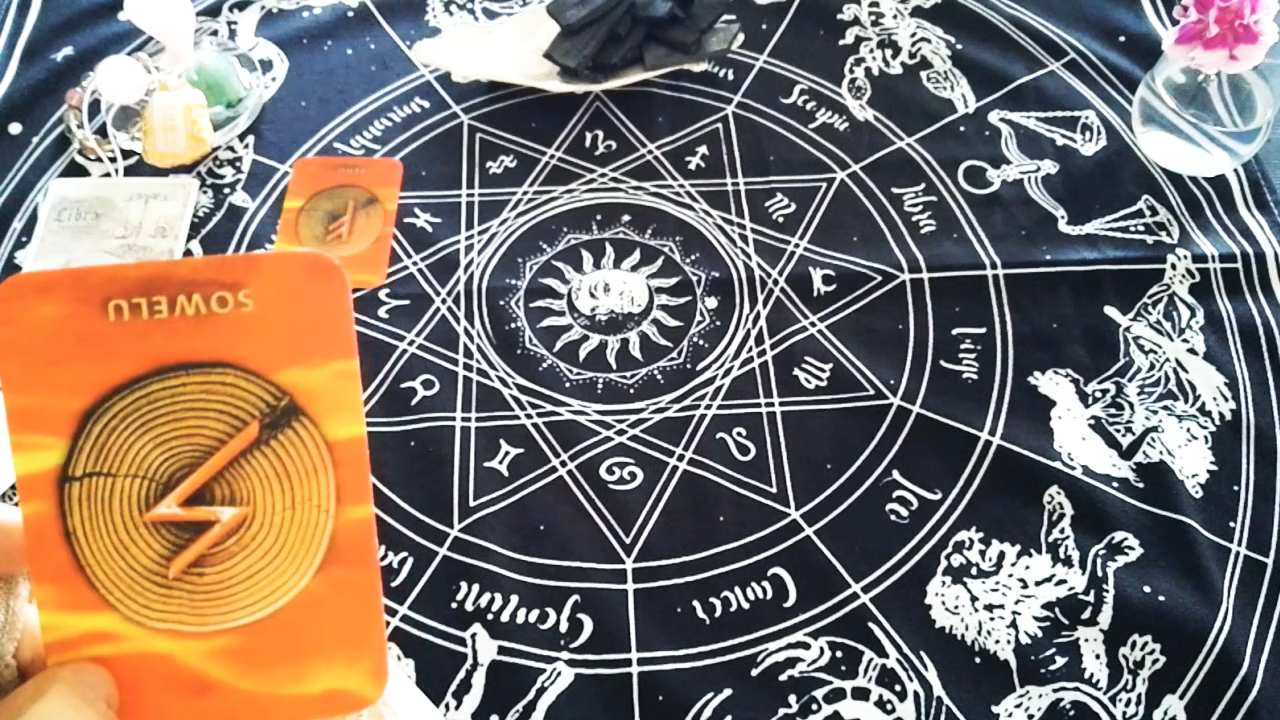 Aquarius
Scorpio
Libra
Libra
SOWELU
Virgo
Leo
Cancer
Gemini